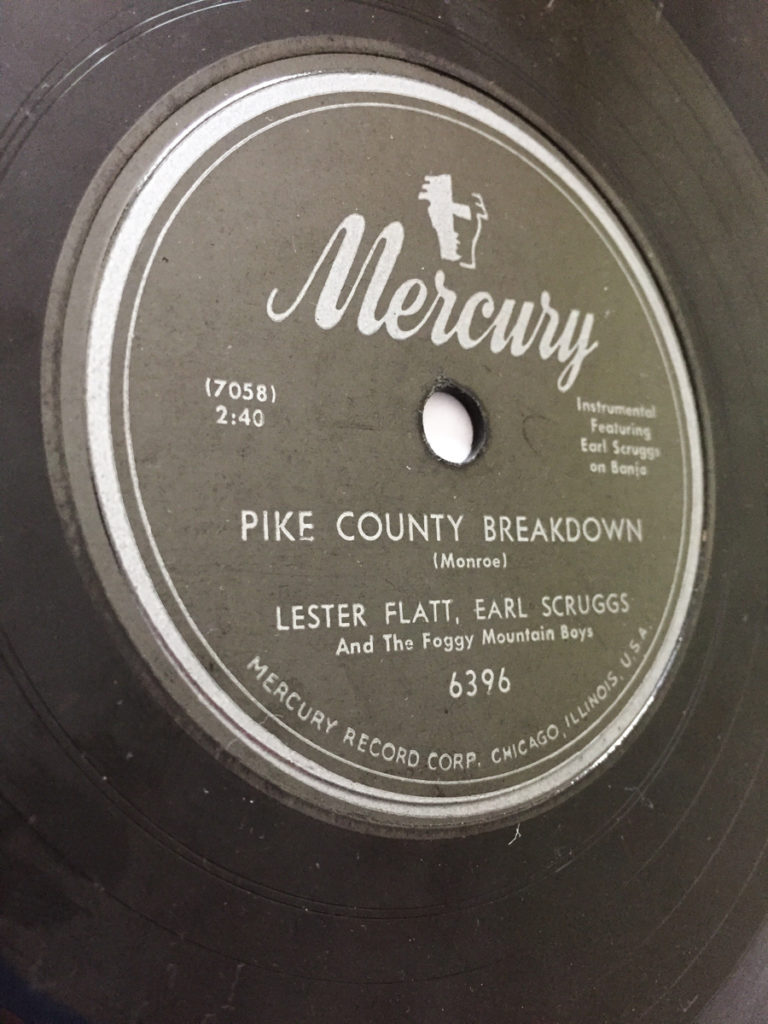 Mercury
(7058)
2:40
Instrumental
Featuring
Earl Scruggs
on Banjo
PIKE COUNTY BREAKDOWN
(Monroe)
LESTER FLATT, EARL SCRUGGS
And The Foggy Mountain Boys
6396
MERCURY RECORD CORP. CHICAGO, ILLINOIS, U.S.A.